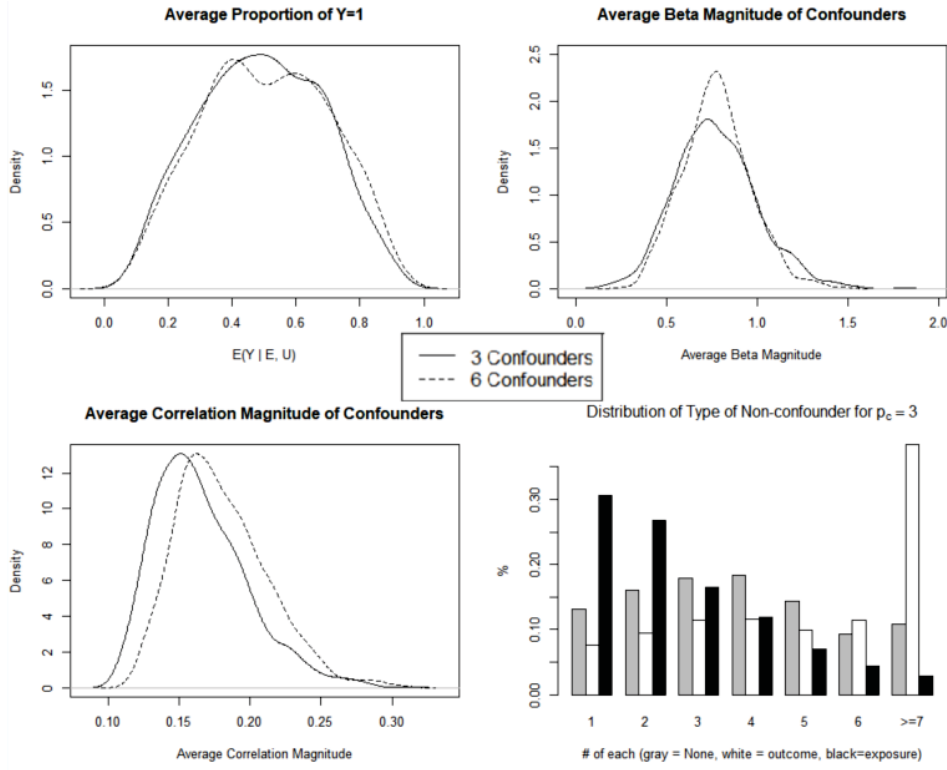 Average Proportion of Y=1
Density
0.0 0.5 1.0 1.5
0.0 0.2 0.4 0.6 0.8 1.0
E(Y | E, U)
Average Beta Magnitude of Confounders
Density
0.0 0.5 1.0 1.5 2.0 2.5
0.0 0.5 1.0 1.5 2.0
Average Beta Magnitude
3 Confounders
6 Confounders
Average Correlation Magnitude of Confounders
Density
0 2 4 6 8 10 12
0.10 0.15 0.20 0.25 0.30
Average Correlation Magnitude
Distribution of Type of Non-confounder for pc = 3
%
0.00 0.10 0.20 0.30
1 2 3 4 5 6 >=7
# of each (gray = None, white = outcome, black=exposure)